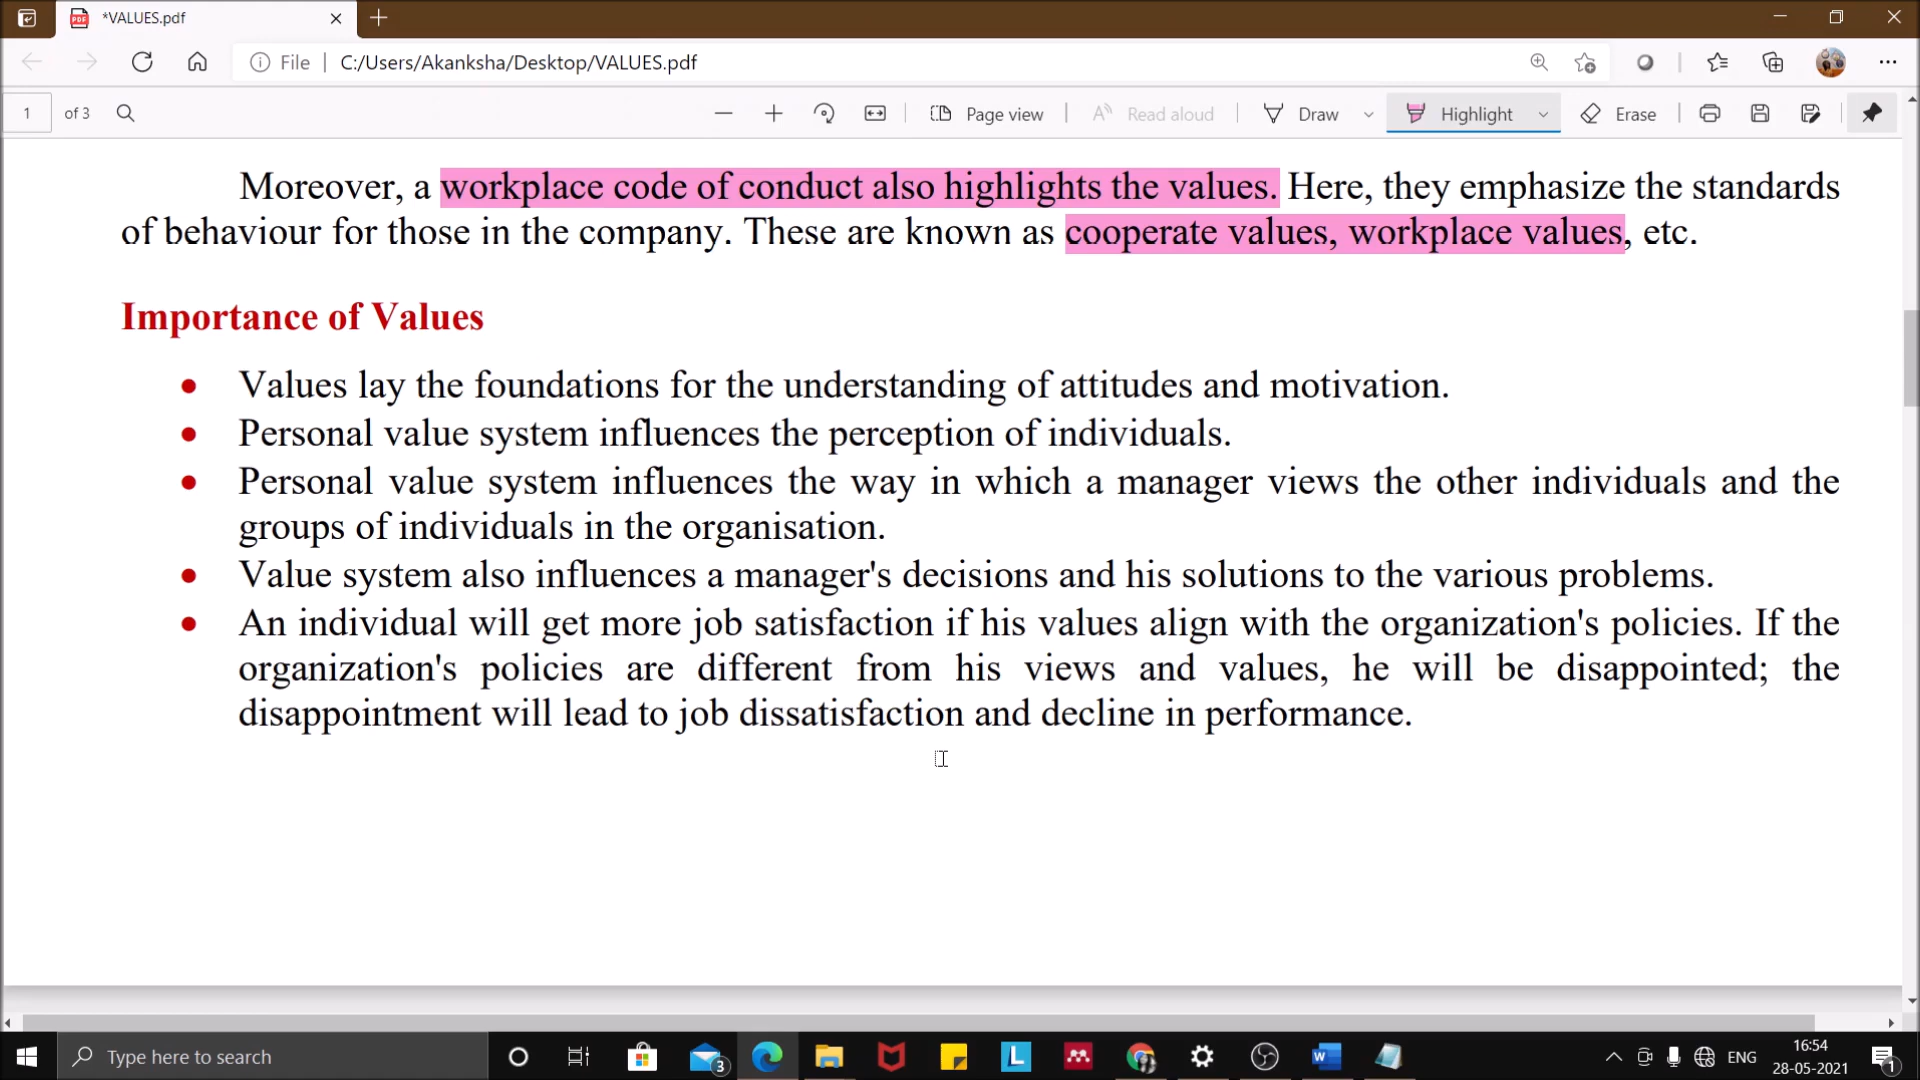 *VALUES.pdf
File | C:/Users/Akanksha/Desktop/VALUES.pdf
1 of 3 Page view Read aloud Draw Highlight Erase
Moreover, a workplace code of conduct also highlights the values. Here, they emphasize the standards
of behaviour for those in the company. These are known as cooperate values, workplace values, etc.
Importance of Values
• Values lay the foundations for the understanding of attitudes and motivation.
• Personal value system influences the perception of individuals.
• Personal value system influences the way in which a manager views the other individuals and the
groups of individuals in the organisation.
• Value system also influences a manager's decisions and his solutions to the various problems.
• An individual will get more job satisfaction if his values align with the organization's policies. If the
organization's policies are different from his views and values, he will be disappointed; the
disappointment will lead to job dissatisfaction and decline in performance.
Type here to search
3
L
W
ENG
16:54
28-05-2021
1